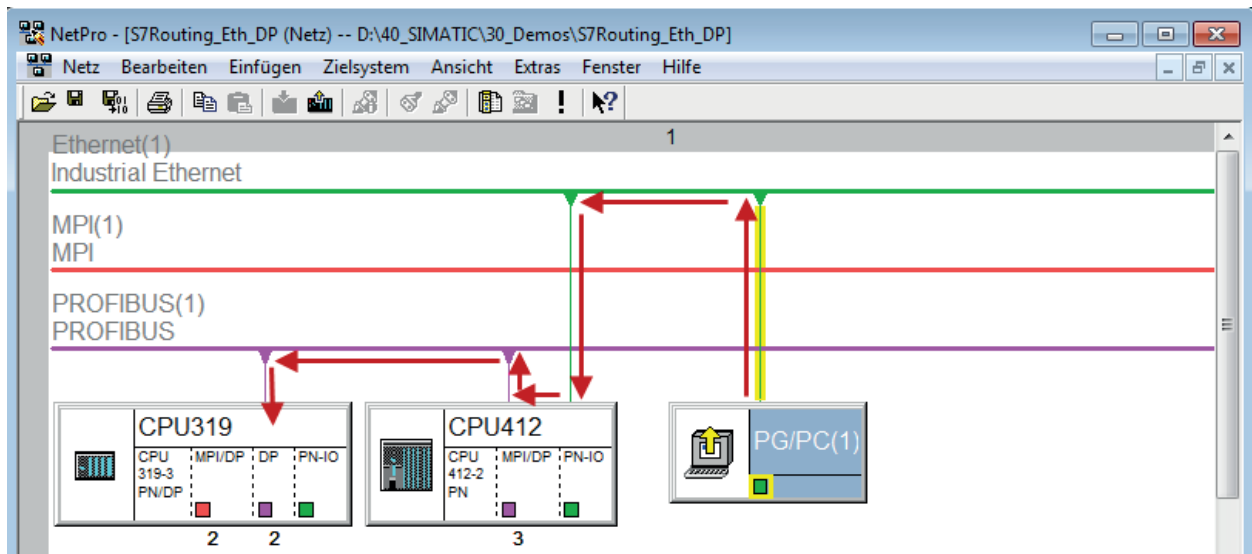 NetPro - [S7Routing_Eth_DP (Netz) -- D:\40_SIMATIC\30_Demos\S7Routing_Eth_DP]
Netz Bearbeiten Einfügen Zielsystem Ansicht Extras Fenster Hilfe
1
Ethernet(1)
Industrial Ethernet
MPI(1)
MPI
PROFIBUS(1)
PROFIBUS
CPU319
CPU
319-3
PN/DP
MPI/DP
DP
PN-IO
2 2
CPU412
CPU
412-2
PN
MPI/DP
PN-IO
3
PG/PC(1)